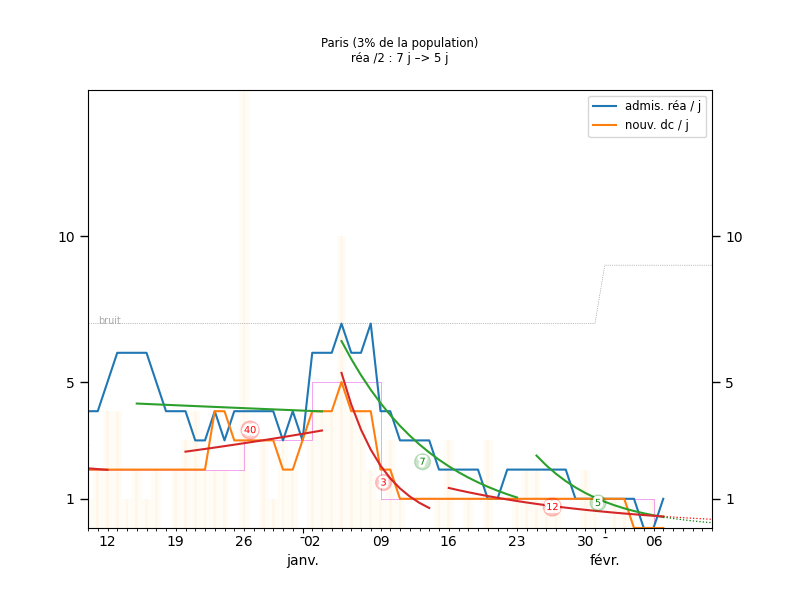 Paris (3% de la population)
réa /2 : 7 j –> 5 j
admis. réa / j
nouv. dc / j
10 10
bruit
5 5
40
7
3
12
5
1 1
12 19 26 02 09 16 23 30 06
janv. févr.